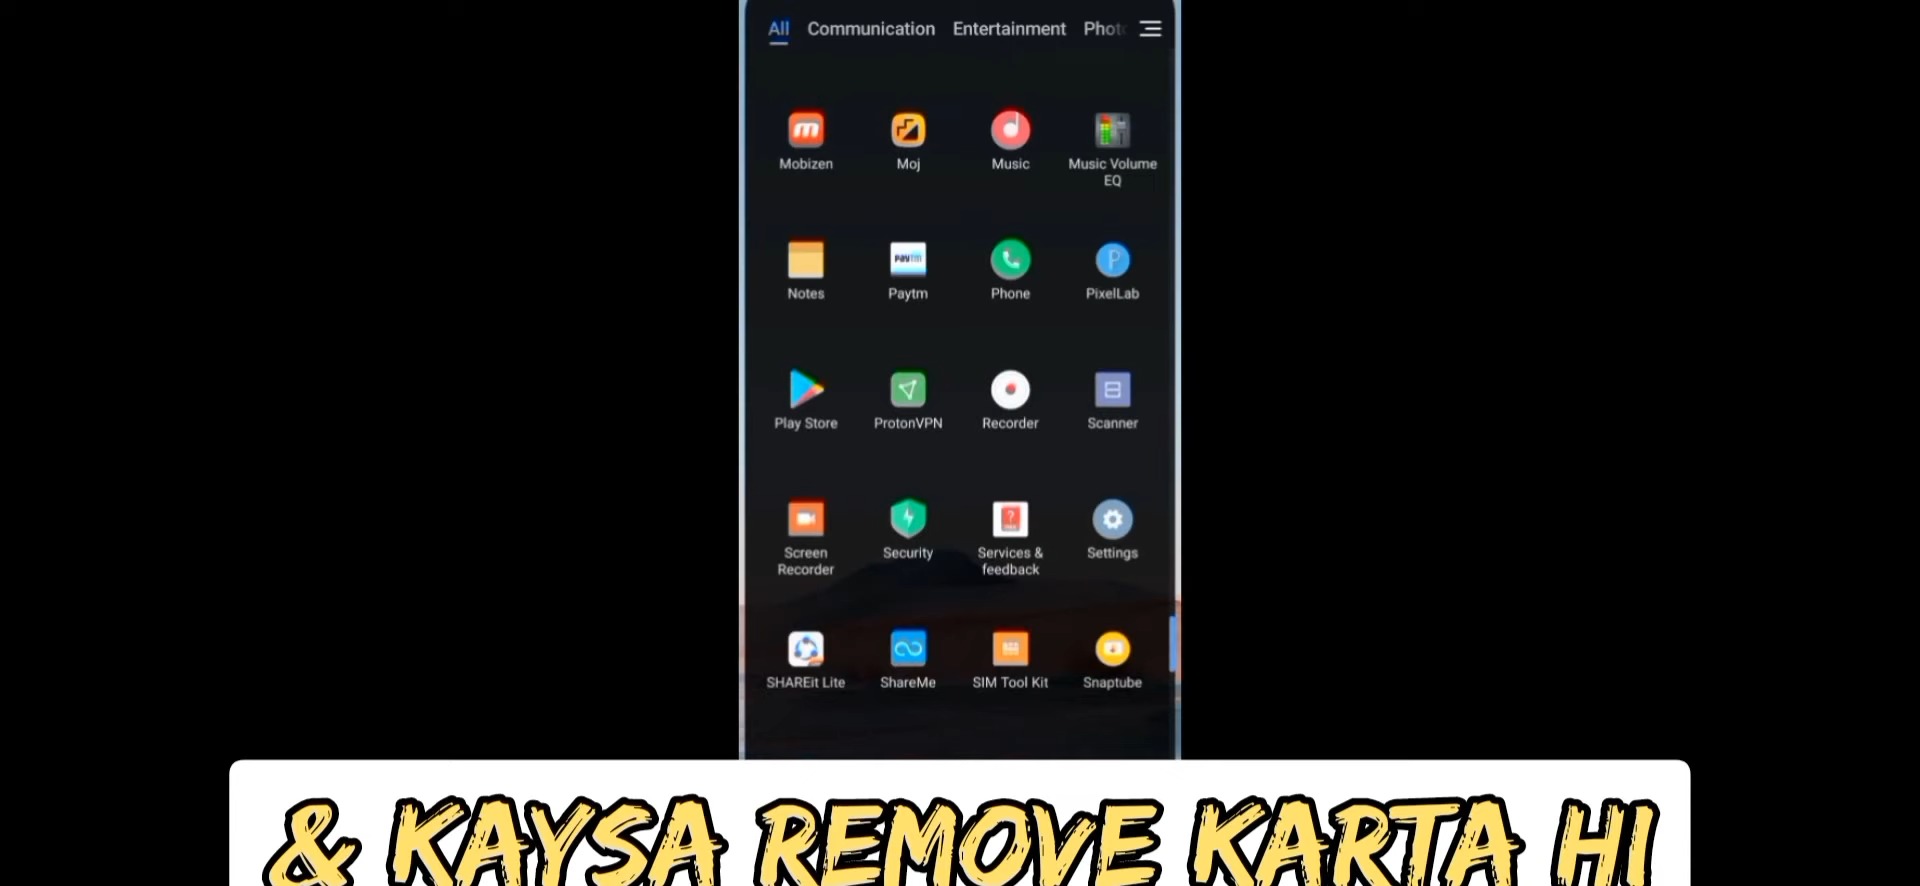 All Communication Entertainment Phot
Mobizen Moj Music Music Volume
EQ
Paytm
Notes Paytm Phone PixelLab
Play Store ProtonVPN Recorder Scanner
Screen Security Services & Settings
Recorder feedback
SHAREit Lite ShareMe SIM Tool Kit Snaptube
& KAYSA REMOVE KARTA HI